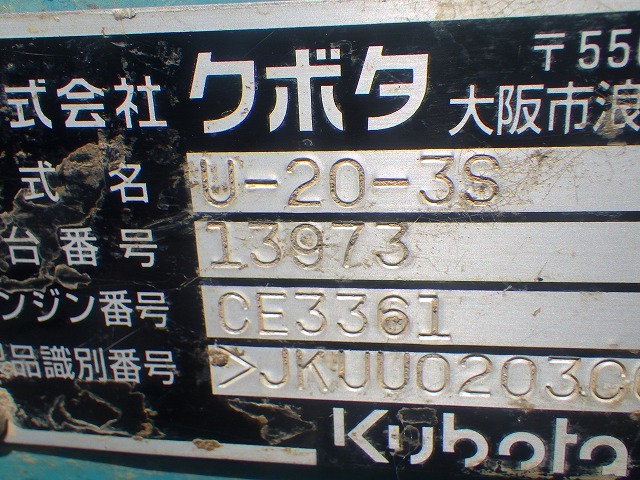 式会社 クボタ 〒55
大阪市浪
式名 U-20-3S
台番号 13973
ンジン番号 CE3361
品識別番号 >JKUU0203C
Kubota